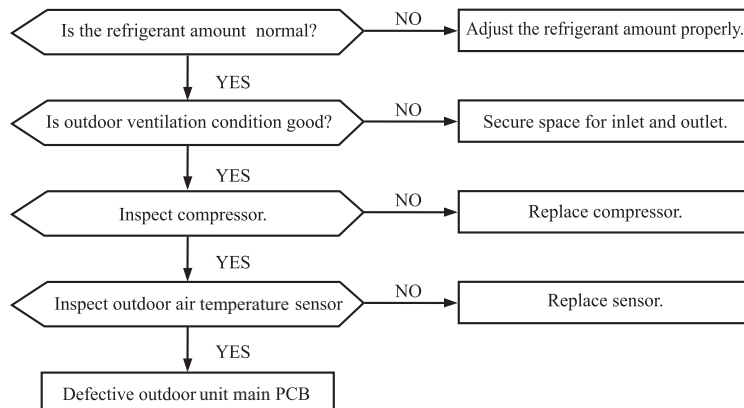 Is the refrigerant amount normal?
NO
Adjust the refrigerant amount properly.
YES
Is outdoor ventilation condition good?
NO
Secure space for inlet and outlet.
YES
Inspect compressor.
NO
Replace compressor.
YES
Inspect outdoor air temperature sensor
NO
Replace sensor.
YES
Defective outdoor unit main PCB